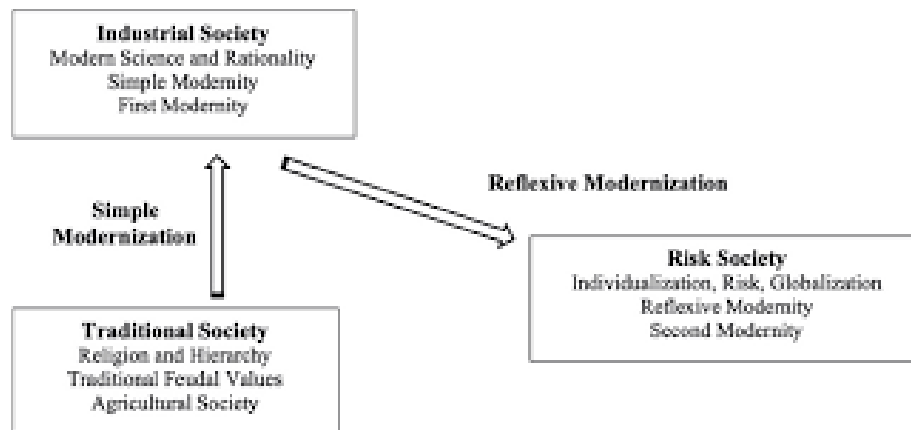 Industrial Society
Modern Science and Rationality
Simple Modernity
First Modernity
Reflexive Modernization
Simple
Modernization
Risk Society
Individualization, Risk, Globalization
Reflexive Modernity
Second Modernity
Traditional Society
Religion and Hierarchy
Traditional Feudal Values
Agricultural Society